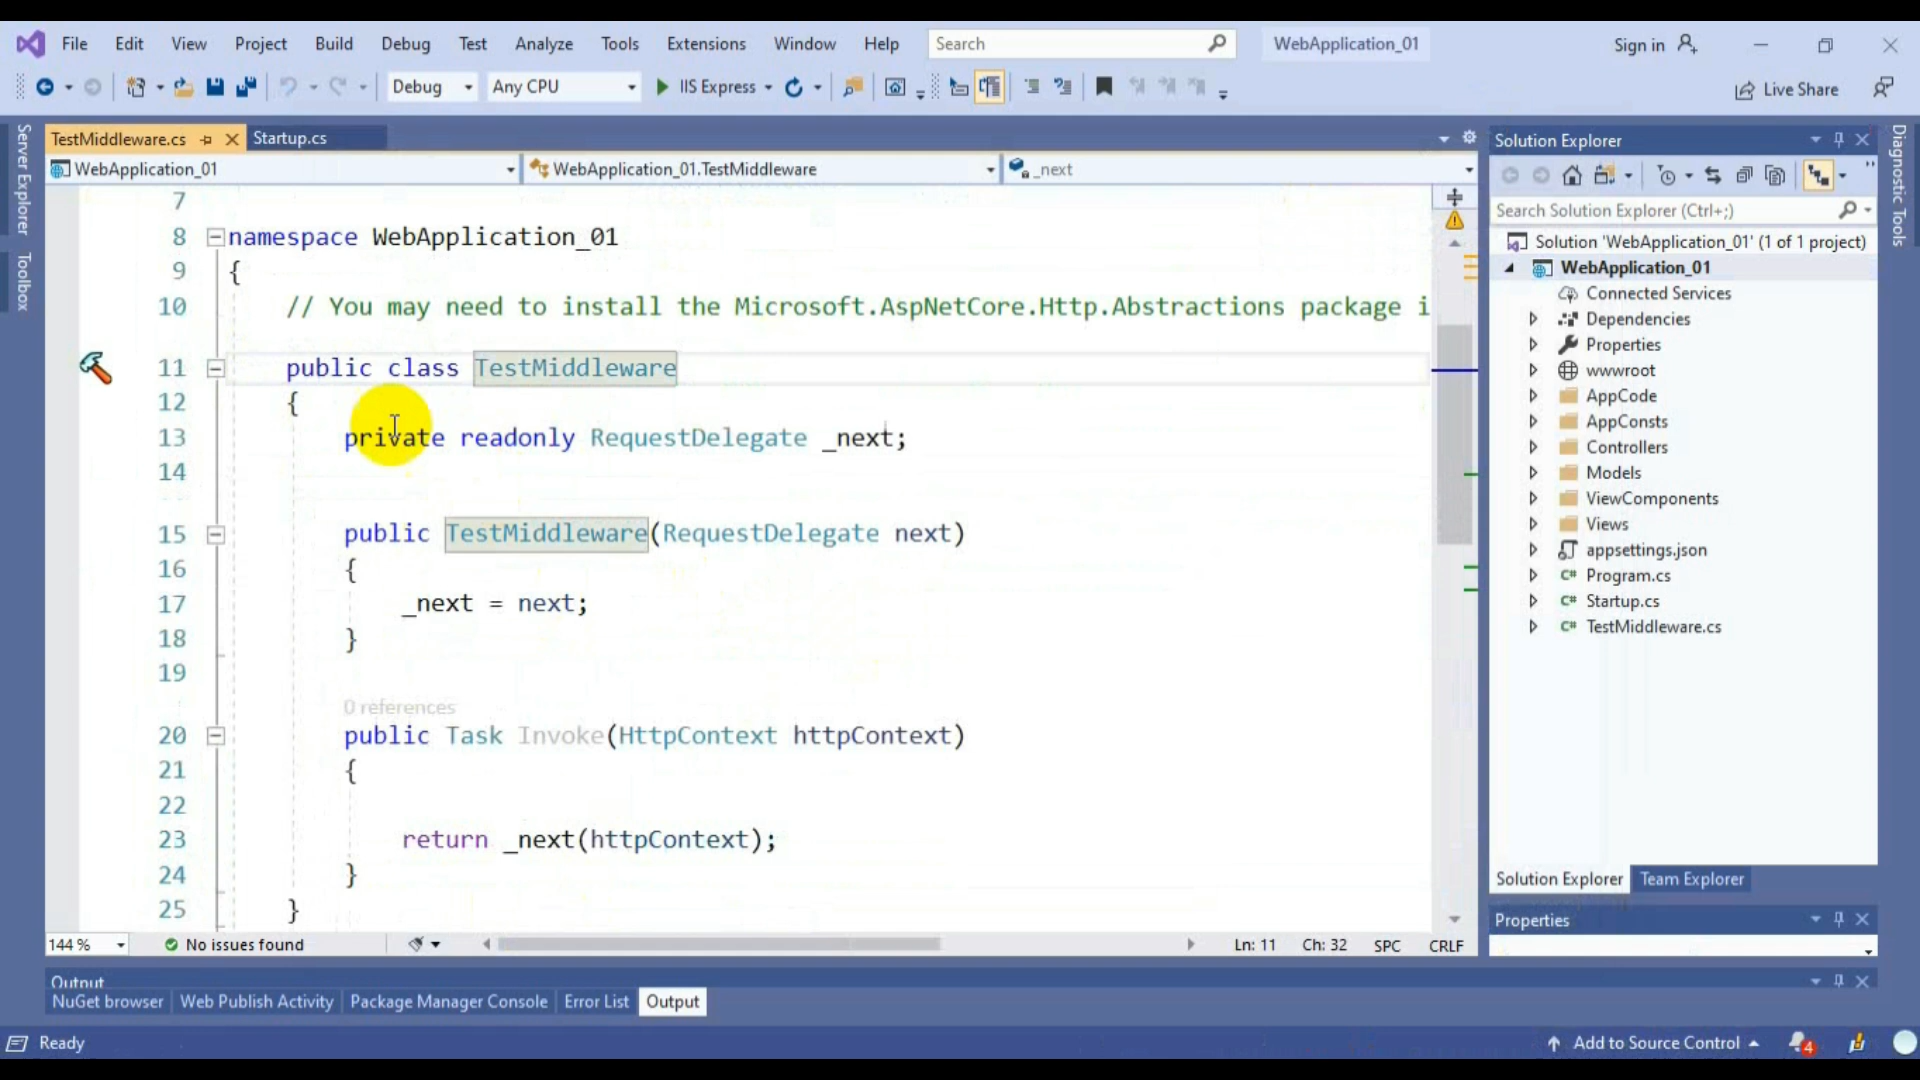 File Edit View Project Build Debug Test Analyze Tools Extensions Window Help Search WebApplication_01 Sign in
Debug Any CPU IIS Express Live Share
Server Explorer
Toolbox
TestMiddleware.cs Startup.cs
WebApplication_01 WebApplication_01.TestMiddleware _next
7
8 namespace WebApplication_01
9 {
10 // You may need to install the Microsoft.AspNetCore.Http.Abstractions package i
11 public class TestMiddleware
12 {
13 private readonly RequestDelegate _next;
14
15 public TestMiddleware(RequestDelegate next)
16 {
17 _next = next;
18 }
19
0 references
20 public Task Invoke(HttpContext httpContext)
21 {
22
23 return _next(httpContext);
24 }
25 }
144 % No issues found Ln: 11 Ch: 32 SPC CRLF
Solution Explorer
Search Solution Explorer (Ctrl+;)
Solution 'WebApplication_01' (1 of 1 project)
WebApplication_01
Connected Services
Dependencies
Properties
wwwroot
AppCode
AppConsts
Controllers
Models
ViewComponents
Views
appsettings.json
C# Program.cs
C# Startup.cs
C# TestMiddleware.cs
Solution Explorer Team Explorer
Properties
Diagnostic Tools
Output
NuGet browser Web Publish Activity Package Manager Console Error List Output
Ready Add to Source Control 4